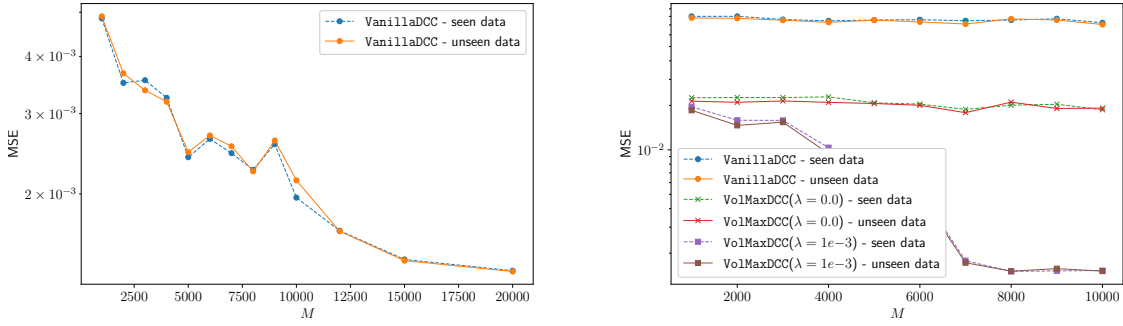 VanillaDCC - seen data
VanillaDCC - unseen data
4 × 10⁻³
3 × 10⁻³
2 × 10⁻³
MSE
2500 5000 7500 10000 12500 15000 17500 20000
M
10⁻²
MSE
VanillaDCC - seen data
VanillaDCC - unseen data
VolMaxDCC(λ = 0.0) - seen data
VolMaxDCC(λ = 0.0) - unseen data
VolMaxDCC(λ = 1e−3) - seen data
VolMaxDCC(λ = 1e−3) - unseen data
2000 4000 6000 8000 10000
M